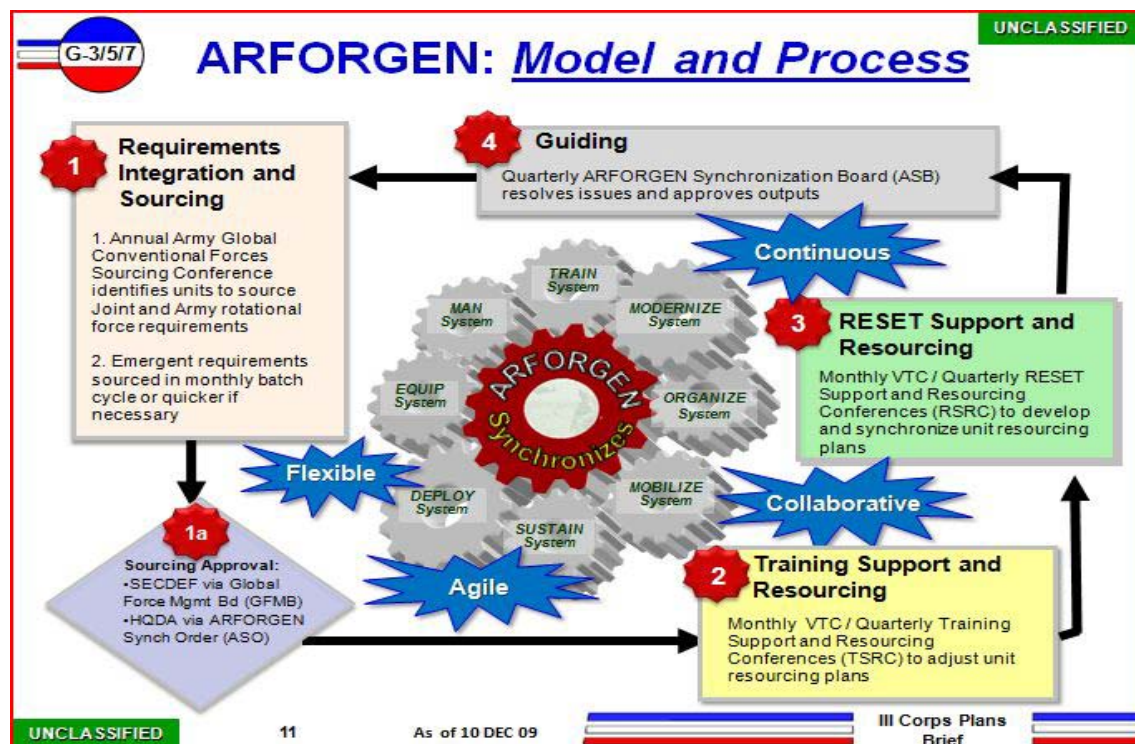 G-3/5/7
UNCLASSIFIED
ARFORGEN: Model and Process
1
Requirements
Integration and
Sourcing
1. Annual Army Global
Conventional Forces
Sourcing Conference
identifies units to source
Joint and Army rotational
force requirements
2. Emergent requirements
sourced in monthly batch
cycle or quicker if
necessary
4
Guiding
Quarterly ARFORGEN Synchronization Board (ASB)
resolves issues and approves outputs
Continuous
TRAIN
System
MODERNIZE
System
MAN
System
EQUIP
System
ORGANIZE
System
ARFORGEN
Synchronizes
DEPLOY
System
MOBILIZE
System
SUSTAIN
System
Flexible
Agile
Collaborative
3
RESET Support and
Resourcing
Monthly VTC / Quarterly RESET
Support and Resourcing
Conferences (RSRC) to develop
and synchronize unit resourcing
plans
1a
Sourcing Approval:
•SECDEF via Global
Force Mgmt Bd (GFMB)
•HQDA via ARFORGEN
Synch Order (ASO)
2
Training Support and
Resourcing
Monthly VTC / Quarterly Training
Support and Resourcing
Conferences (TSRC) to adjust unit
resourcing plans
UNCLASSIFIED
11
As of 10 DEC 09
III Corps Plans
Brief